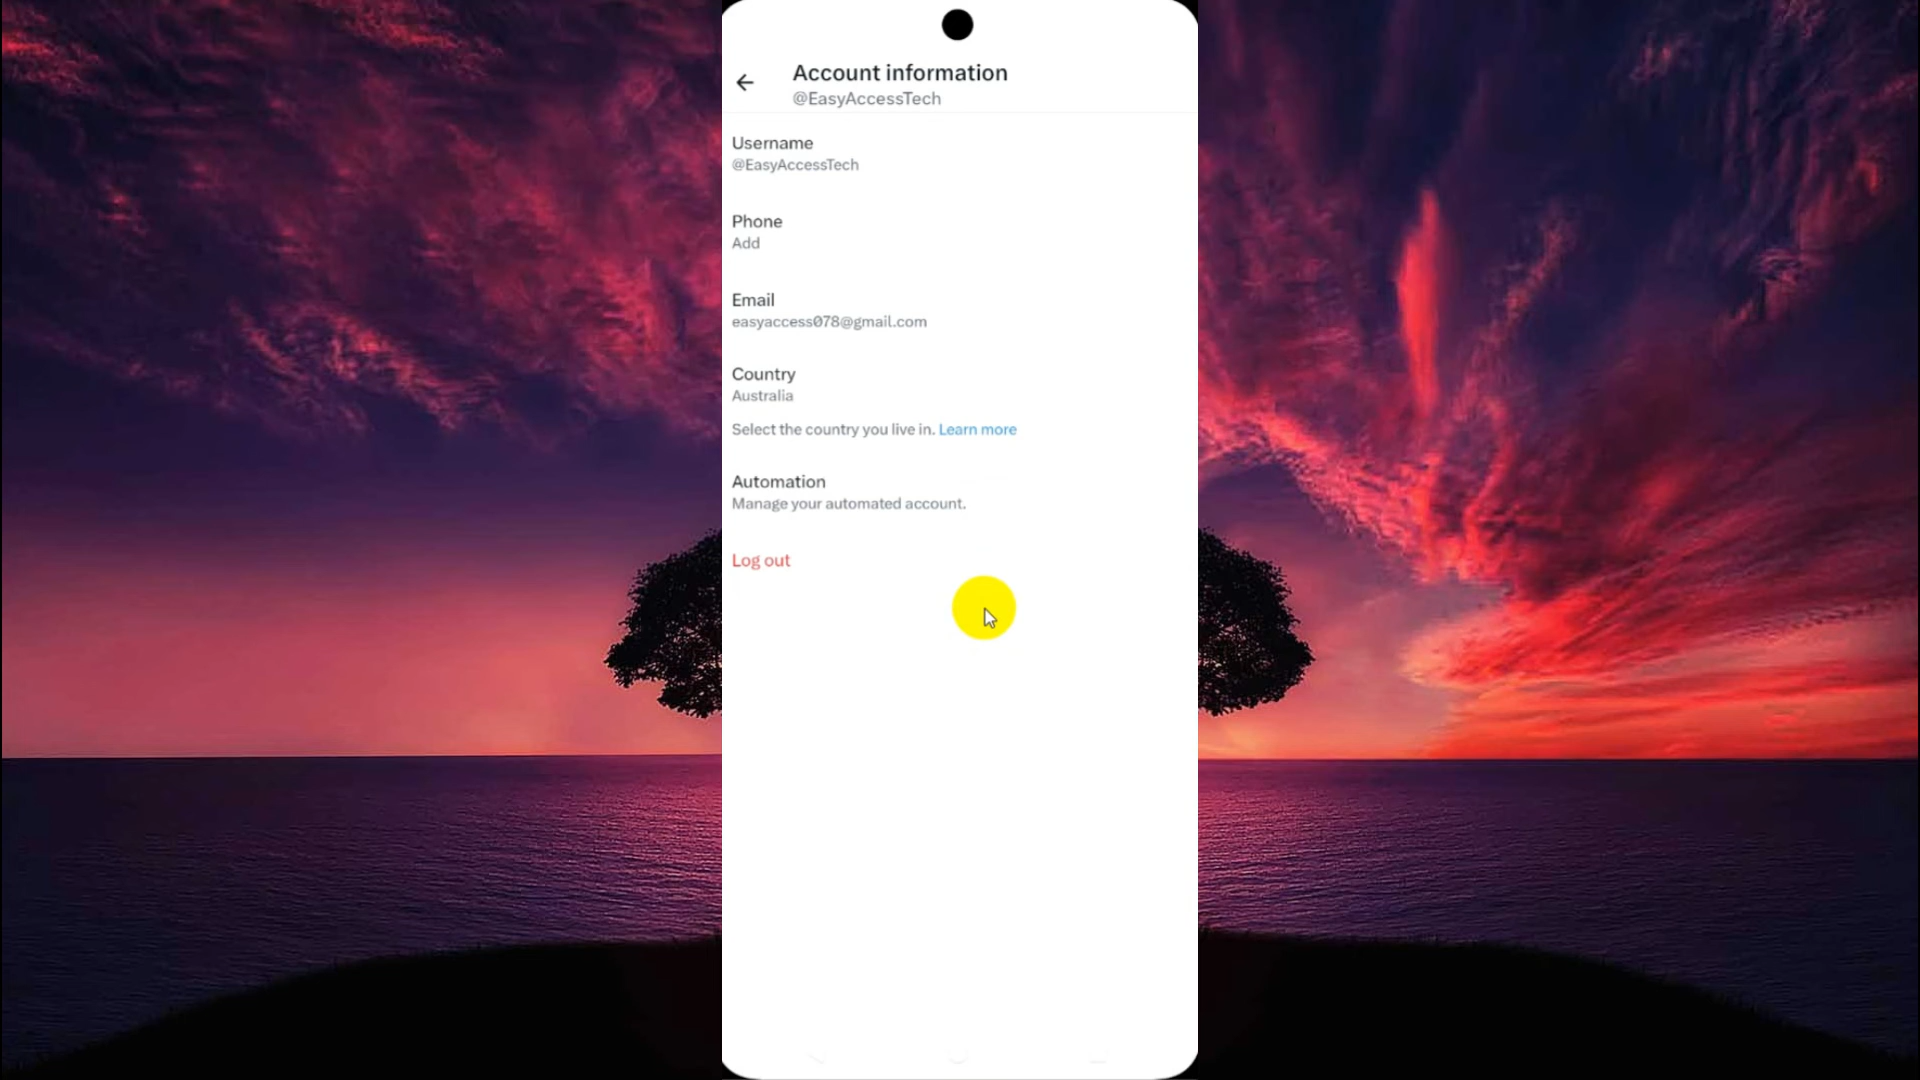 Account information
@EasyAccessTech
Username
@EasyAccessTech
Phone
Add
Email
easyaccess078@gmail.com
Country
Australia
Select the country you live in. Learn more
Automation
Manage your automated account.
Log out